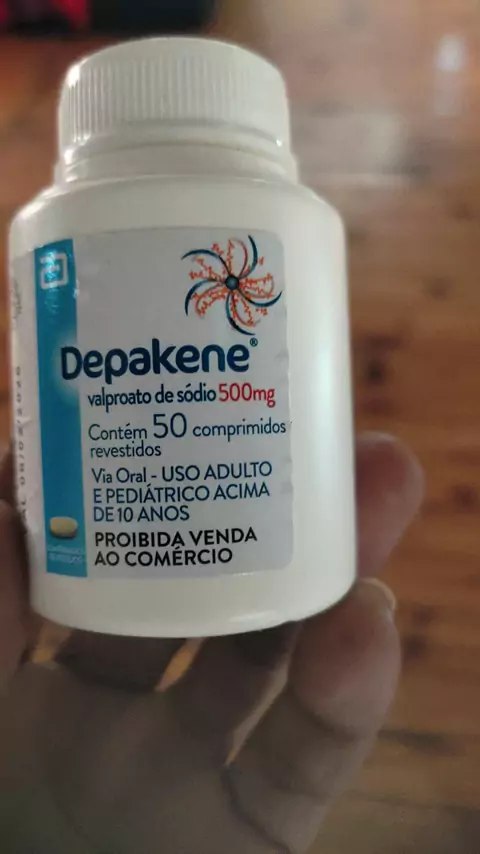 Depakene®
valproato de sódio 500mg
Contém 50 comprimidos
revestidos
Via Oral - USO ADULTO
E PEDIÁTRICO ACIMA
DE 10 ANOS
PROIBIDA VENDA
AO COMÉRCIO